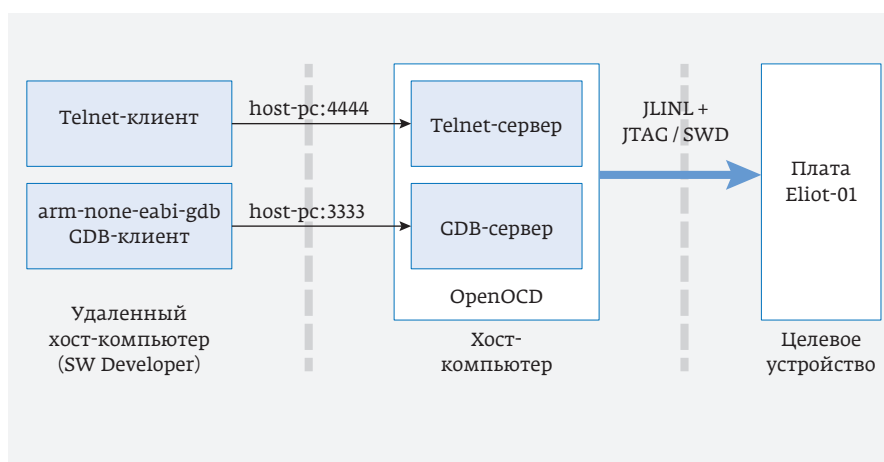 Telnet-клиент
host-pc:4444
Telnet-сервер
JLINL +
JTAG / SWD
arm-none-eabi-gdb
GDB-клиент
host-pc:3333
GDB-сервер
Плата
Eliot-01
OpenOCD
Удаленный
хост-компьютер
(SW Developer)
Хост-
компьютер
Целевое
устройство